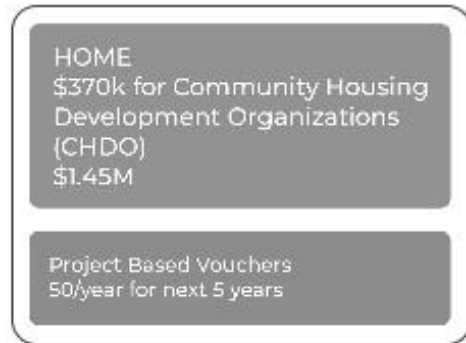 HOME
$370k for Community Housing
Development Organizations
(CHDO)
$1.45M
Project Based Vouchers
50/year for next 5 years